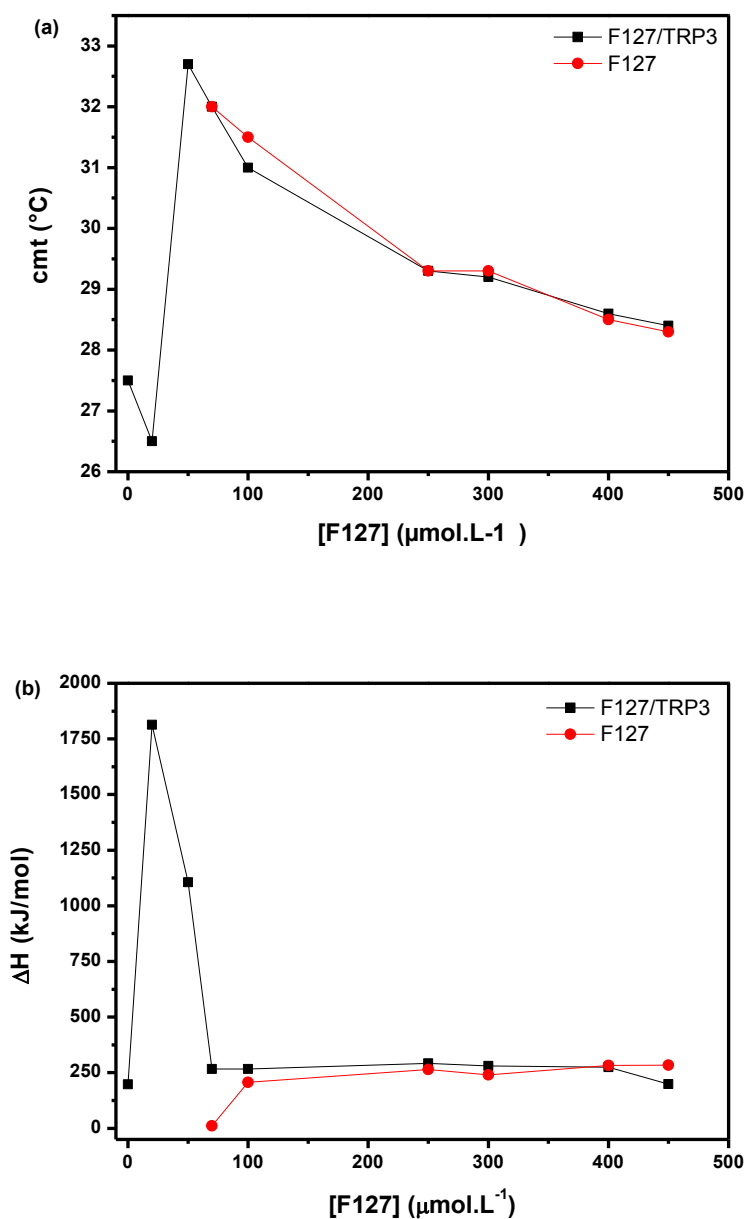 (a)
F127/TRP3
F127
33
32
31
30
29
28
27
26
cmt (°C)
0 100 200 300 400 500
[F127] (µmol.L-1 )
(b)
F127/TRP3
F127
2000
1750
1500
1250
1000
750
500
250
0
ΔH (kJ/mol)
0 100 200 300 400 500
[F127] (µmol.L⁻¹)